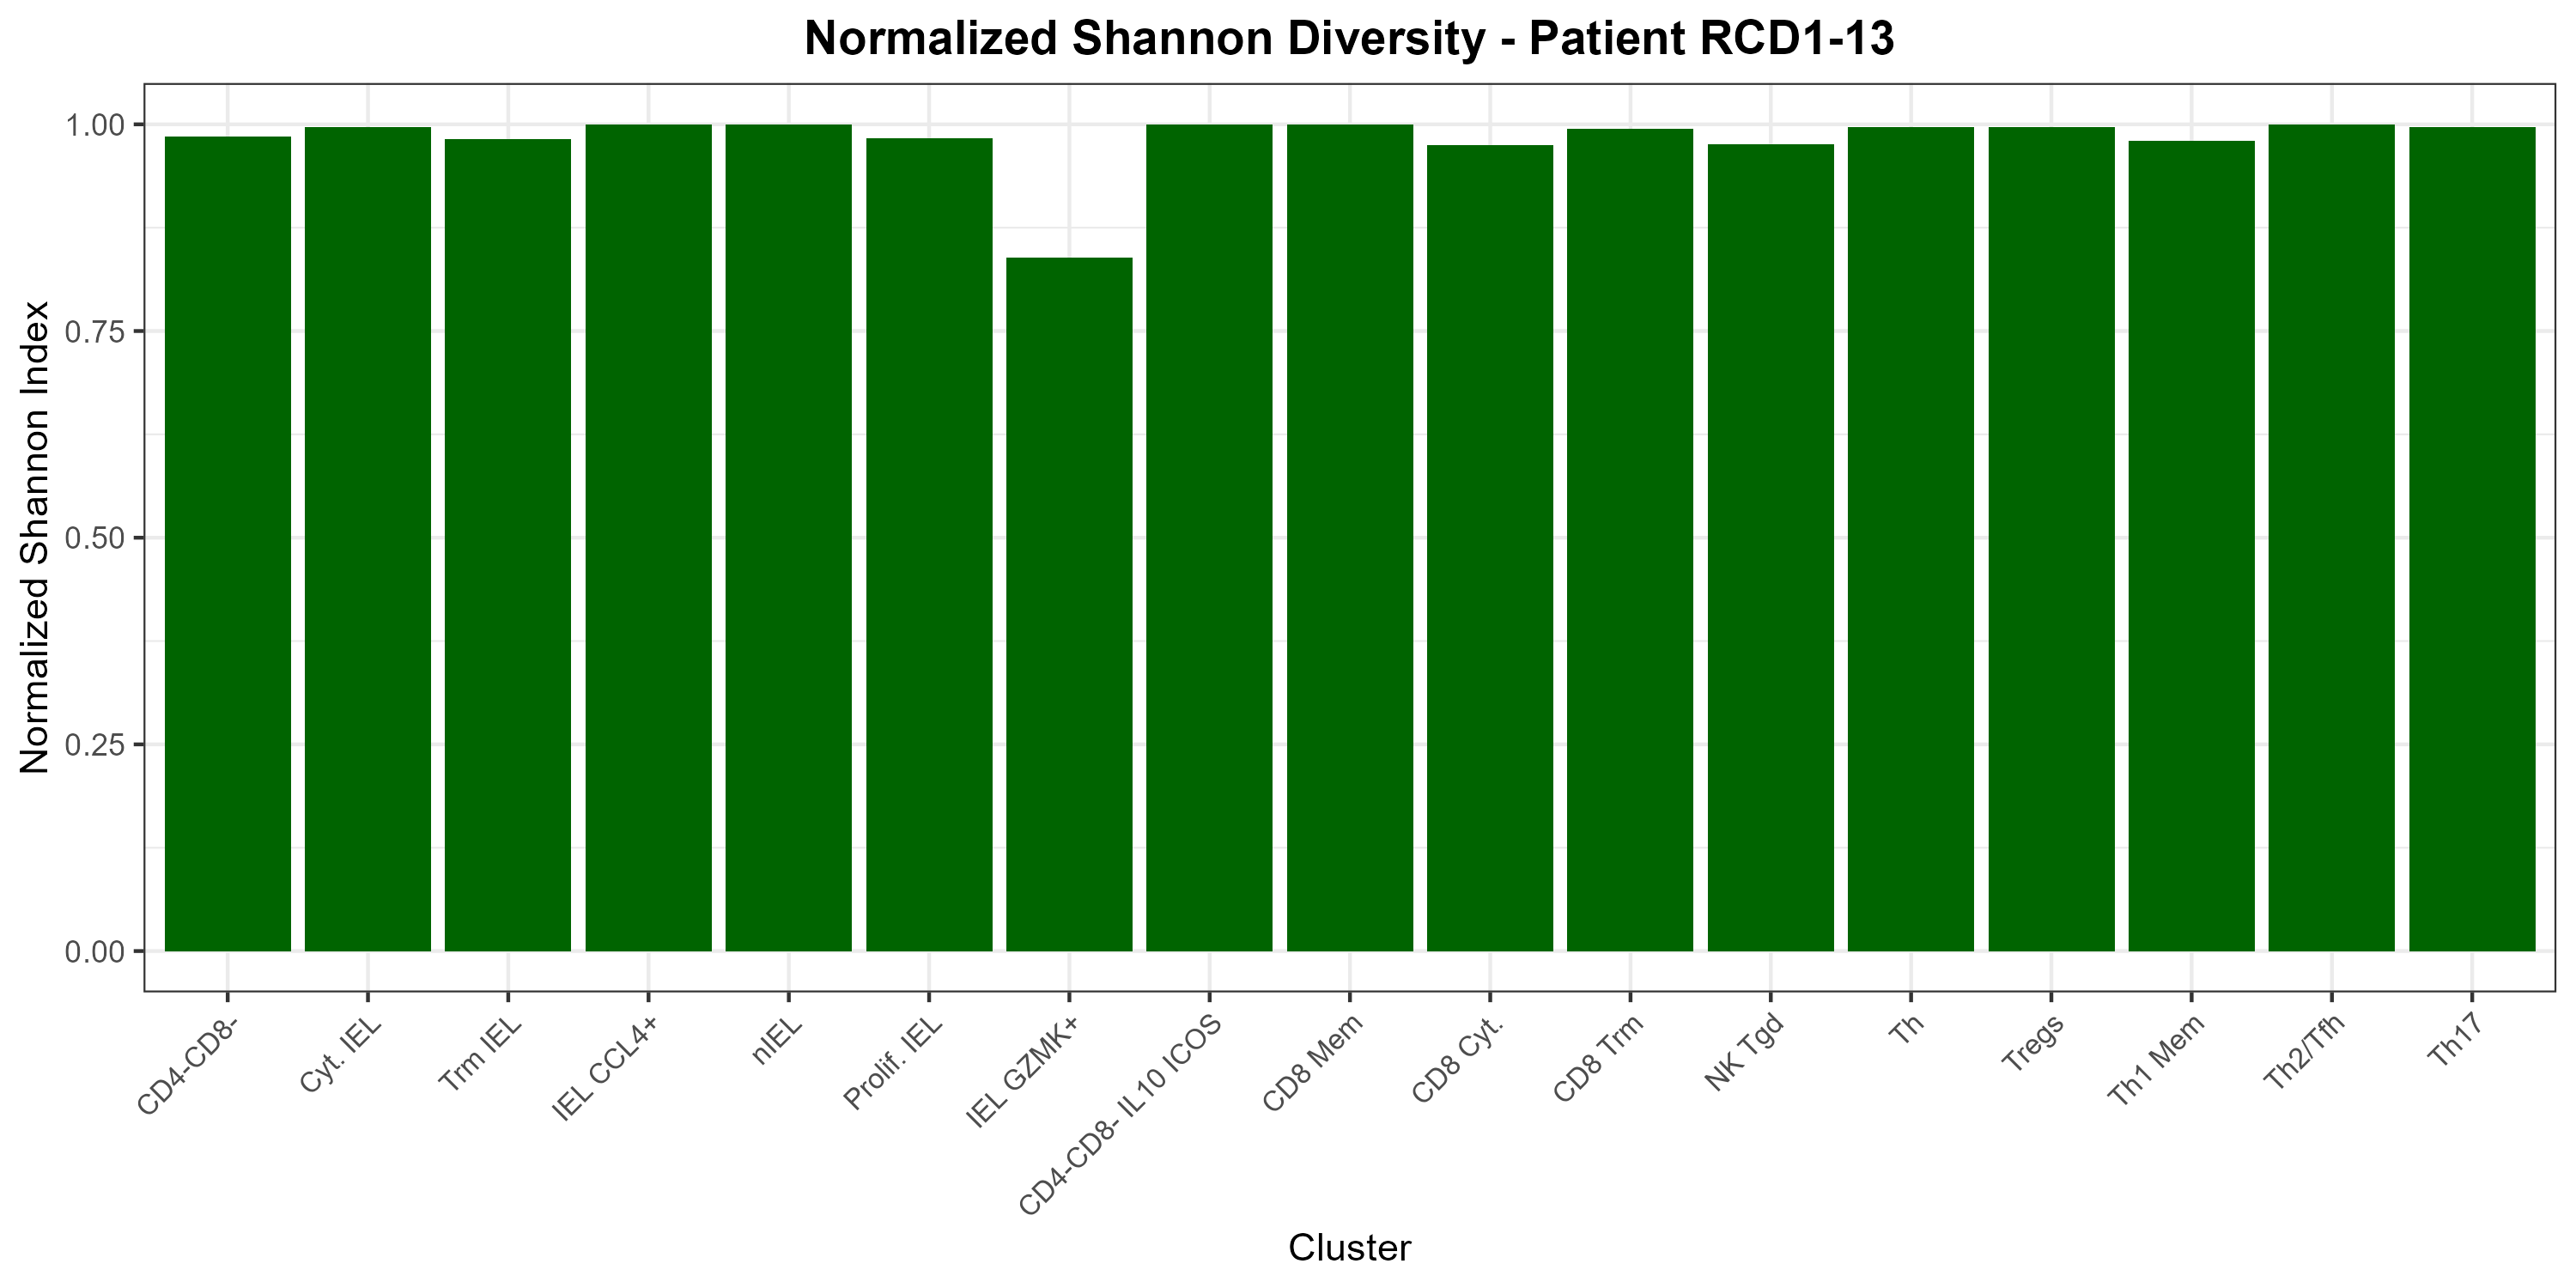 Normalized Shannon Diversity - Patient RCD1-13
Normalized Shannon Index
1.00
0.75
0.50
0.25
0.00
CD4-CD8-
Cyt. IEL
Trm IEL
IEL CCL4+
nIEL
Prolif. IEL
IEL GZMK+
CD4-CD8- IL10 ICOS
CD8 Mem
CD8 Cyt.
CD8 Trm
NK Tgd
Th
Tregs
Th1 Mem
Th2/Tfh
Th17
Cluster